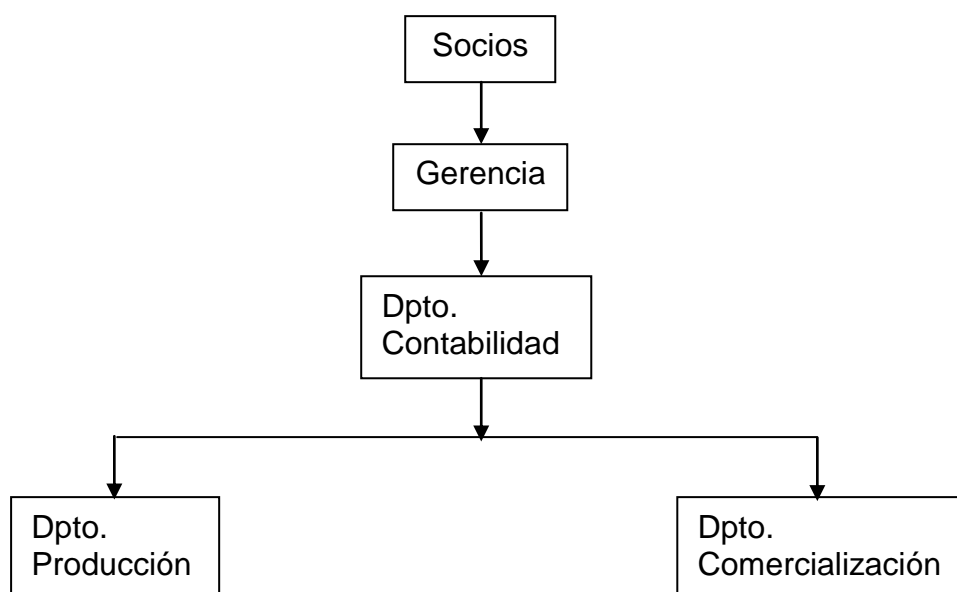 Socios
Gerencia
Dpto.
Contabilidad
Dpto.
Producción
Dpto.
Comercialización